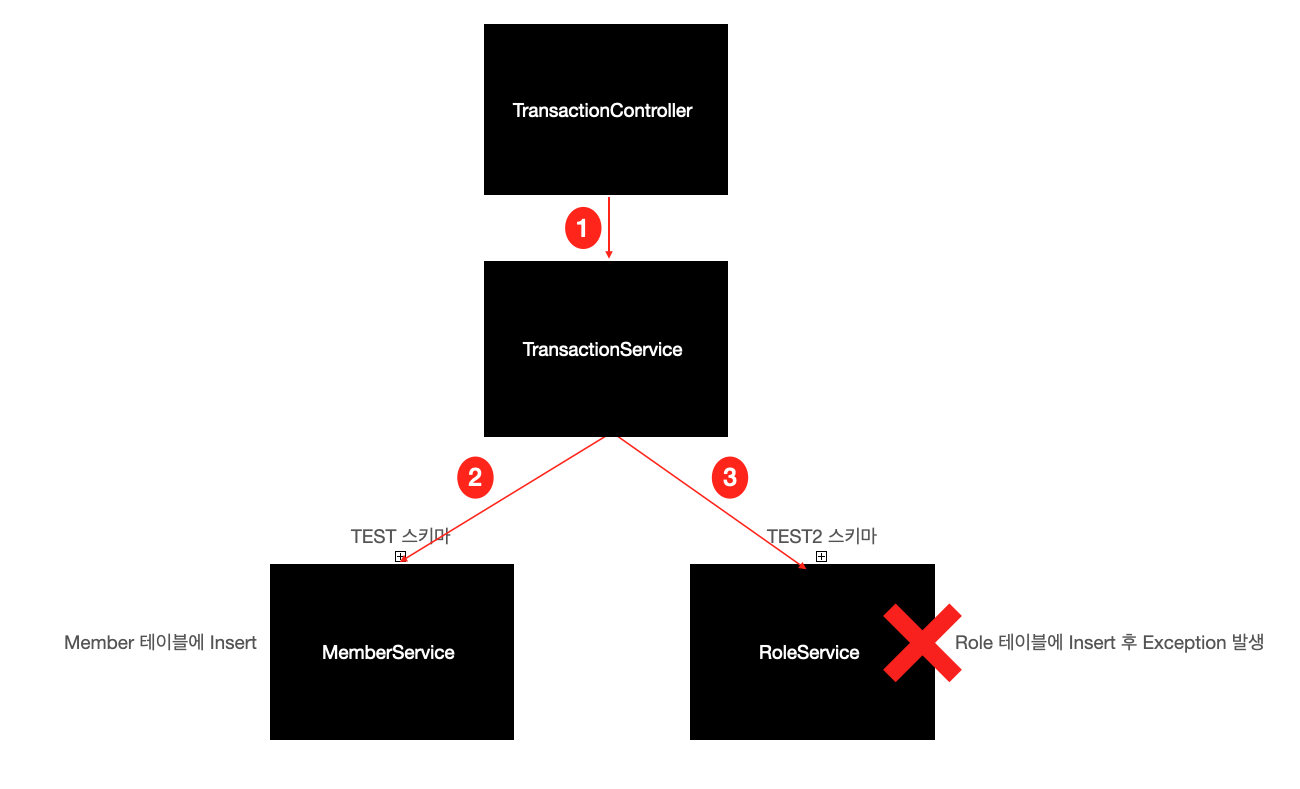 TransactionController
1
TransactionService
2
3
TEST 스키마
TEST2 스키마
Member 테이블에 Insert
MemberService
RoleService
Role 테이블에 Insert 후 Exception 발생